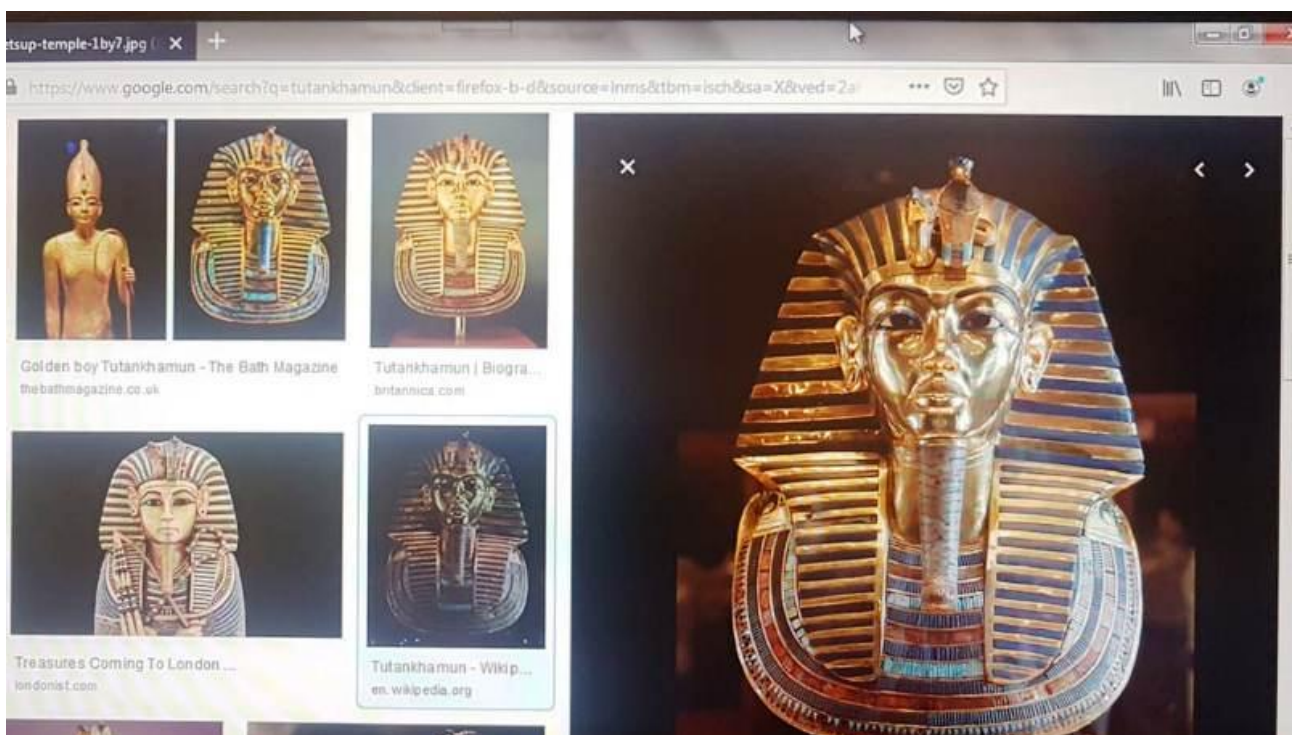 etsup-temple-1by7.jpg (
https://www.google.com/search?q=tutankhamun&client=firefox-b-d&source=lnms&tbm=isch&sa=X&ved=2a
Golden boy Tutankhamun - The Bath Magazine
thebathmagazine.co.uk
Tutankhamun | Biogra...
britannica.com
Treasures Coming To London ...
londonist.com
Tutankhamun - Wikip...
en.wikipedia.org